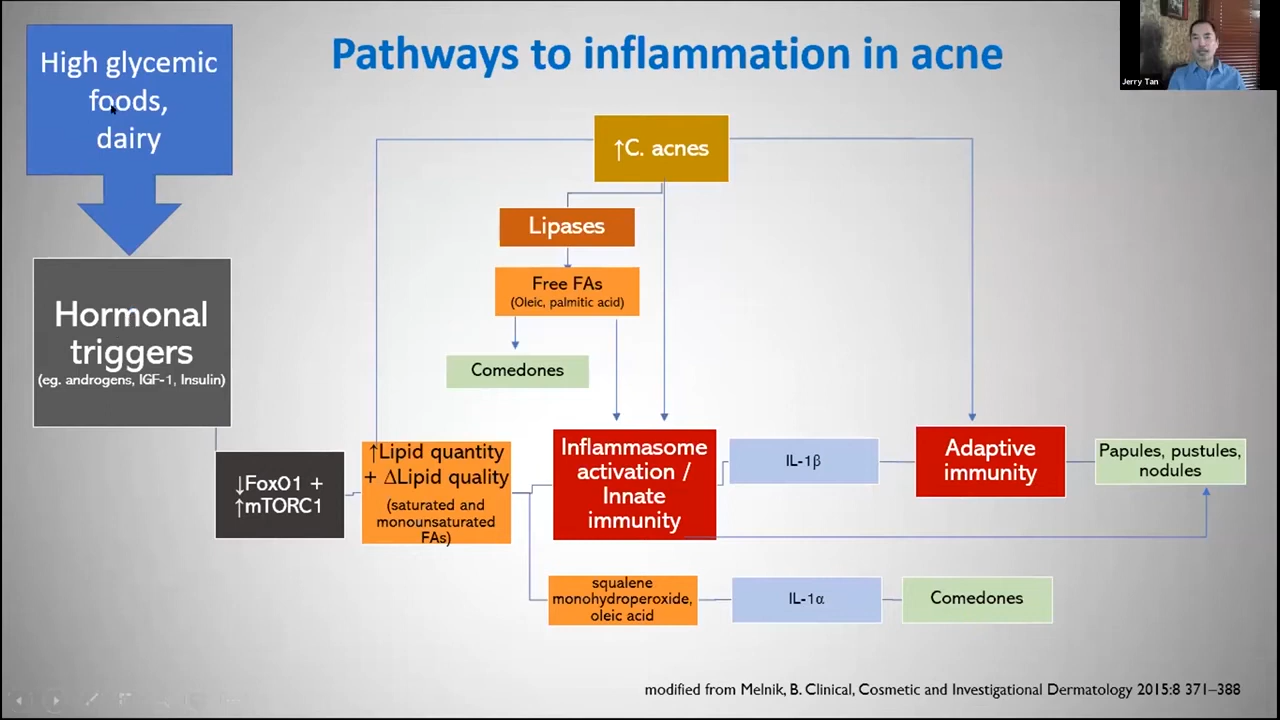 High glycemic
foods,
dairy
Pathways to inflammation in acne
Jerry Tan
↑C. acnes
Lipases
Free FAs
(Oleic, palmitic acid)
Comedones
Hormonal
triggers
(eg. androgens, IGF-1, Insulin)
↓FoxO1 +
↑mTORC1
↑Lipid quantity
+ ΔLipid quality
(saturated and
monounsaturated
FAs)
Inflammasome
activation /
Innate
immunity
IL-1β
Adaptive
immunity
Papules, pustules,
nodules
squalene
monohydroperoxide,
oleic acid
IL-1α
Comedones
modified from Melnik, B. Clinical, Cosmetic and Investigational Dermatology 2015:8 371–388